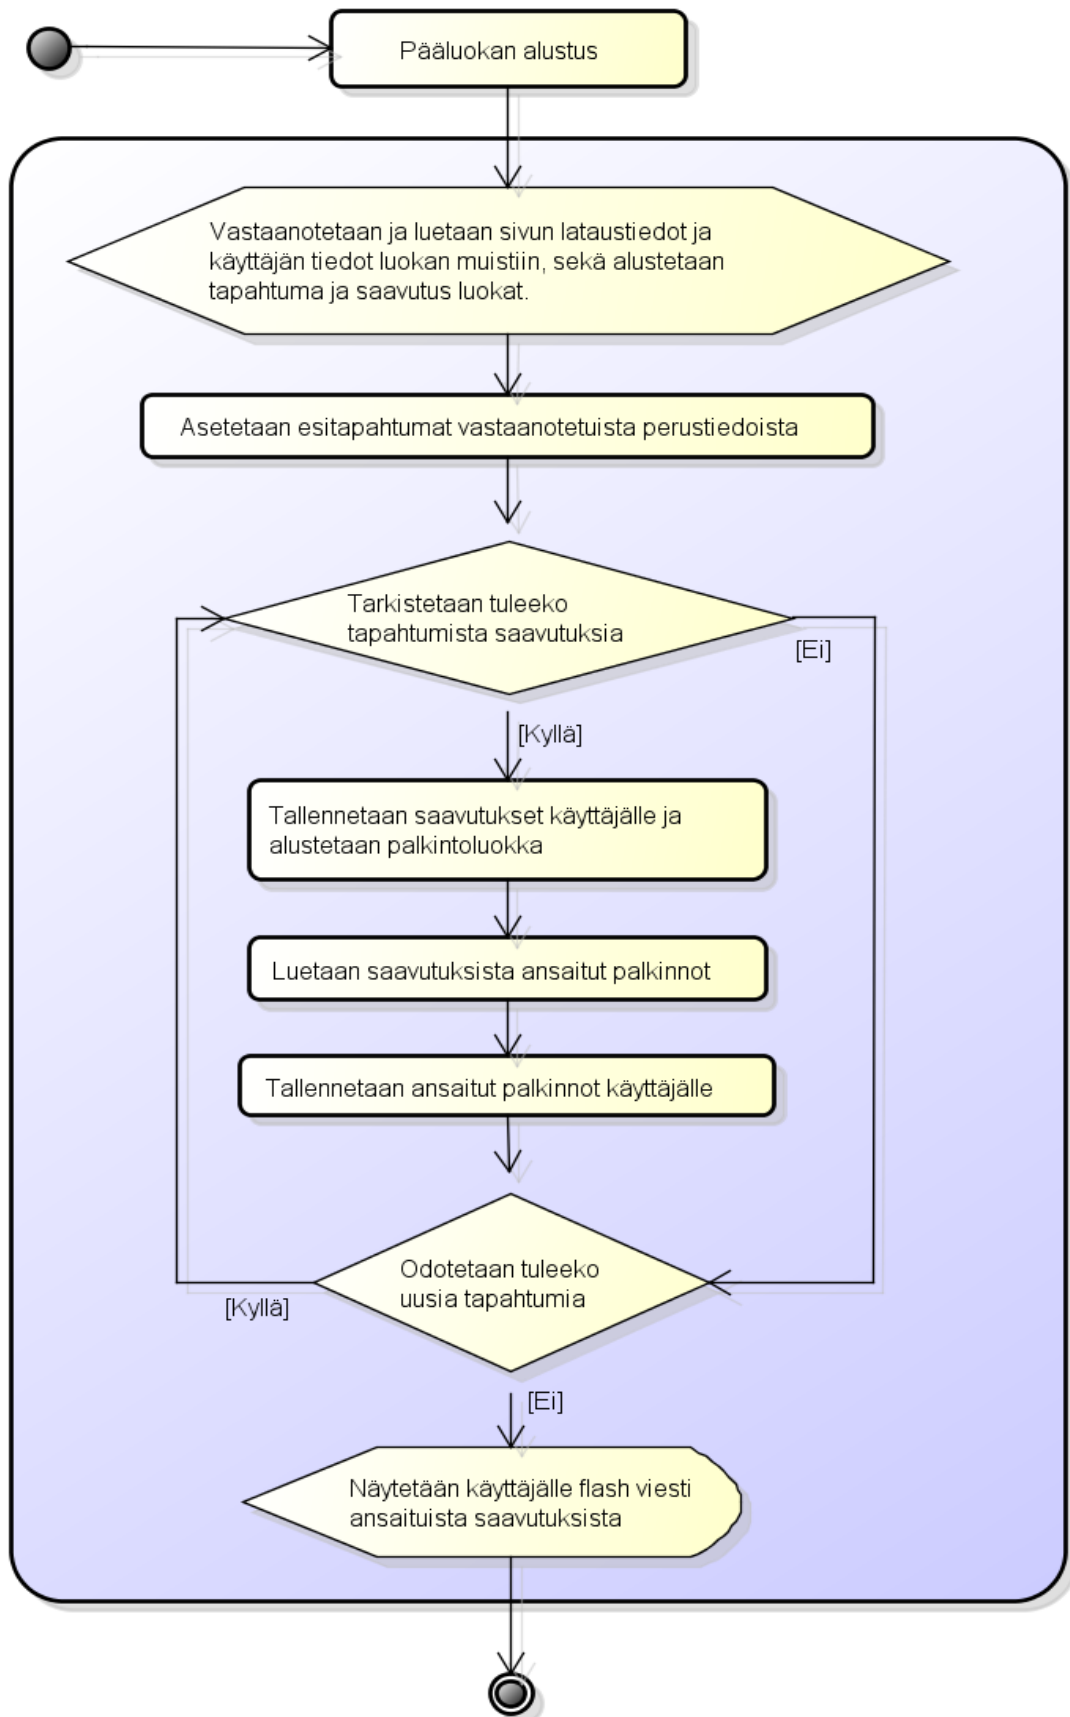 Pääluokan alustus
Vastaanotetaan ja luetaan sivun lataustiedot ja
käyttäjän tiedot luokan muistiin, sekä alustetaan
tapahtuma ja saavutus luokat.
Asetetaan esitapahtumat vastaanotetuista perustiedoista
Tarkistetaan tuleeko
tapahtumista saavutuksia
[Ei]
[Kyllä]
Tallennetaan saavutukset käyttäjälle ja
alustetaan palkintoluokka
Luetaan saavutuksista ansaitut palkinnot
Tallennetaan ansaitut palkinnot käyttäjälle
Odotetaan tuleeko
uusia tapahtumia
[Kyllä]
[Ei]
Näytetään käyttäjälle flash viesti
ansaituista saavutuksista